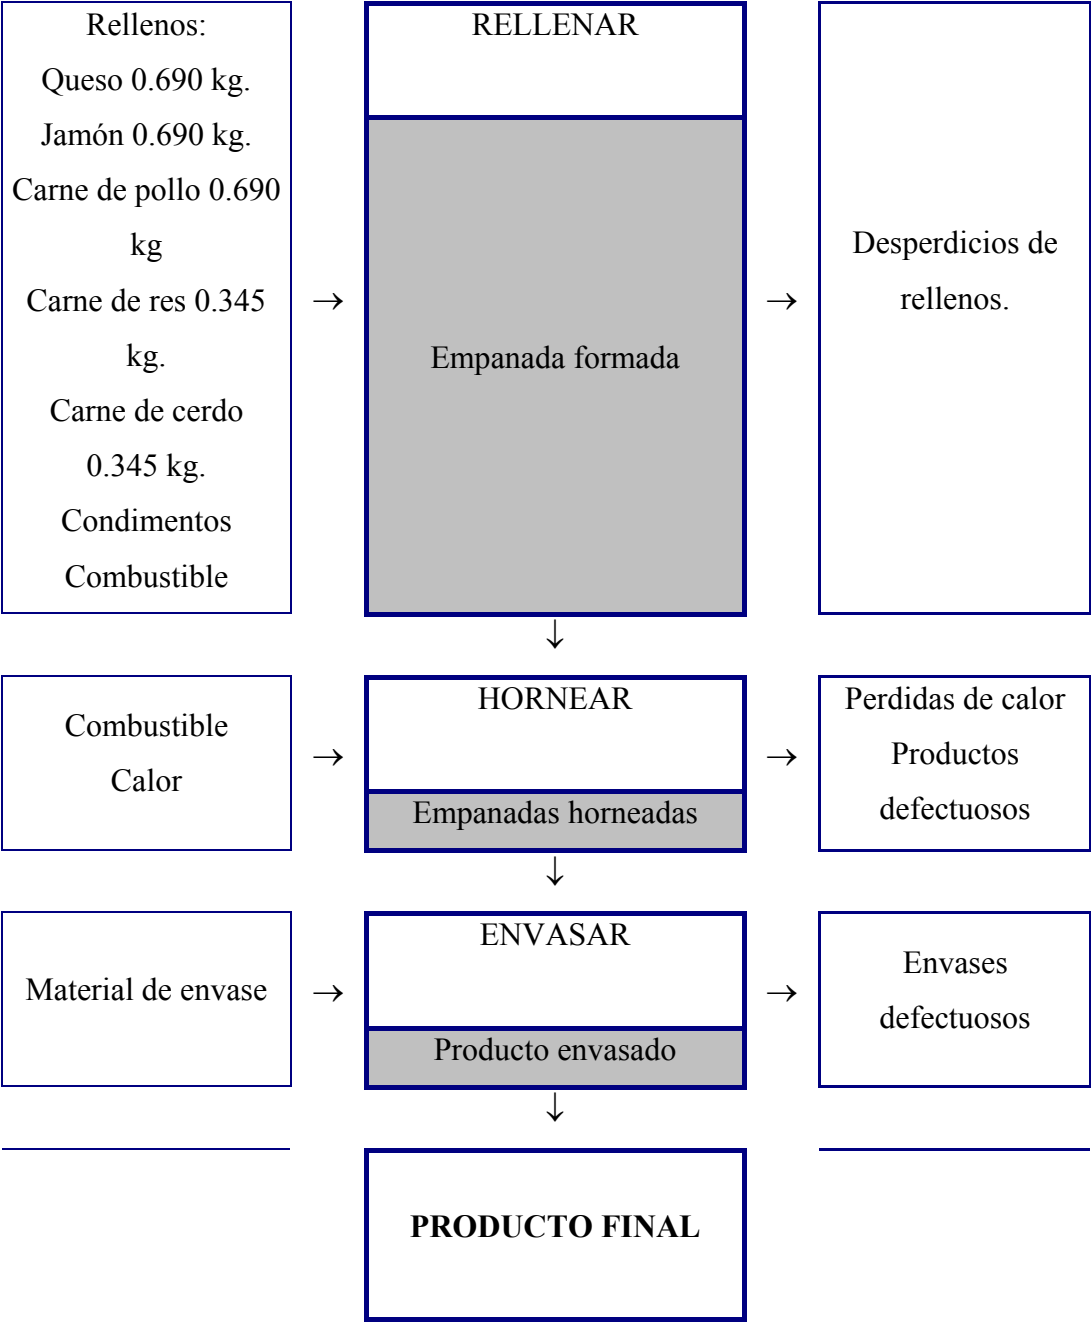 Rellenos:
Queso 0.690 kg.
Jamón 0.690 kg.
Carne de pollo 0.690
kg
Carne de res 0.345
kg.
Carne de cerdo
0.345 kg.
Condimentos
Combustible
→
RELLENAR
Empanada formada
→
Desperdicios de
rellenos.
↓
Combustible
Calor
→
HORNEAR
Empanadas horneadas
→
Perdidas de calor
Productos
defectuosos
↓
Material de envase
→
ENVASAR
Producto envasado
→
Envases
defectuosos
↓
PRODUCTO FINAL